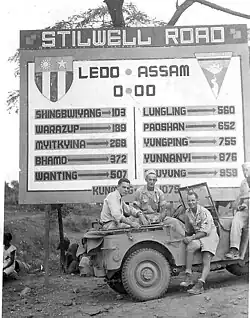 STILWELL ROAD
LEDO • ASSAM
0•00
SHINGBWIYANG 103
WARAZUP 189
MYITKYINA 268
BHAMO 372
WANTING 507
LUNGLING 560
PAOSHAN 652
YUNGPING 755
YUNNANYI 876
959